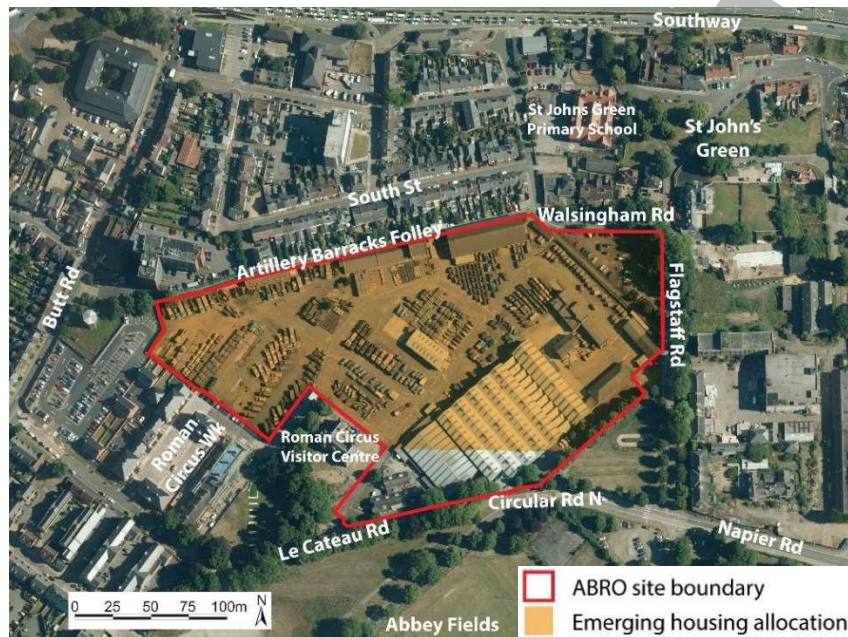 Southway
St Johns Green
Primary School
St John's
Green
South St
Walsingham Rd
Artillery Barracks Folley
Butt Rd
Flagstaff Rd
Roman
Circus Wk
Roman Circus
Visitor Centre
Circular Rd N
Le Cateau Rd
Napier Rd
Abbey Fields
0 25 50 75 100m N
ABRO site boundary
Emerging housing allocation